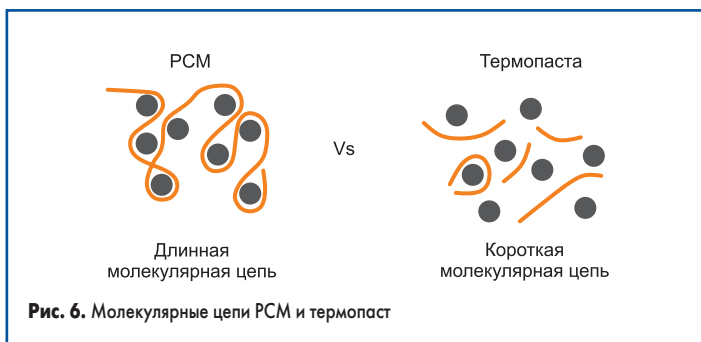 PCM
Термопаста
Vs
Длинная
молекулярная цепь
Короткая
молекулярная цепь
Рис. 6. Молекулярные цепи PCM и термопаст